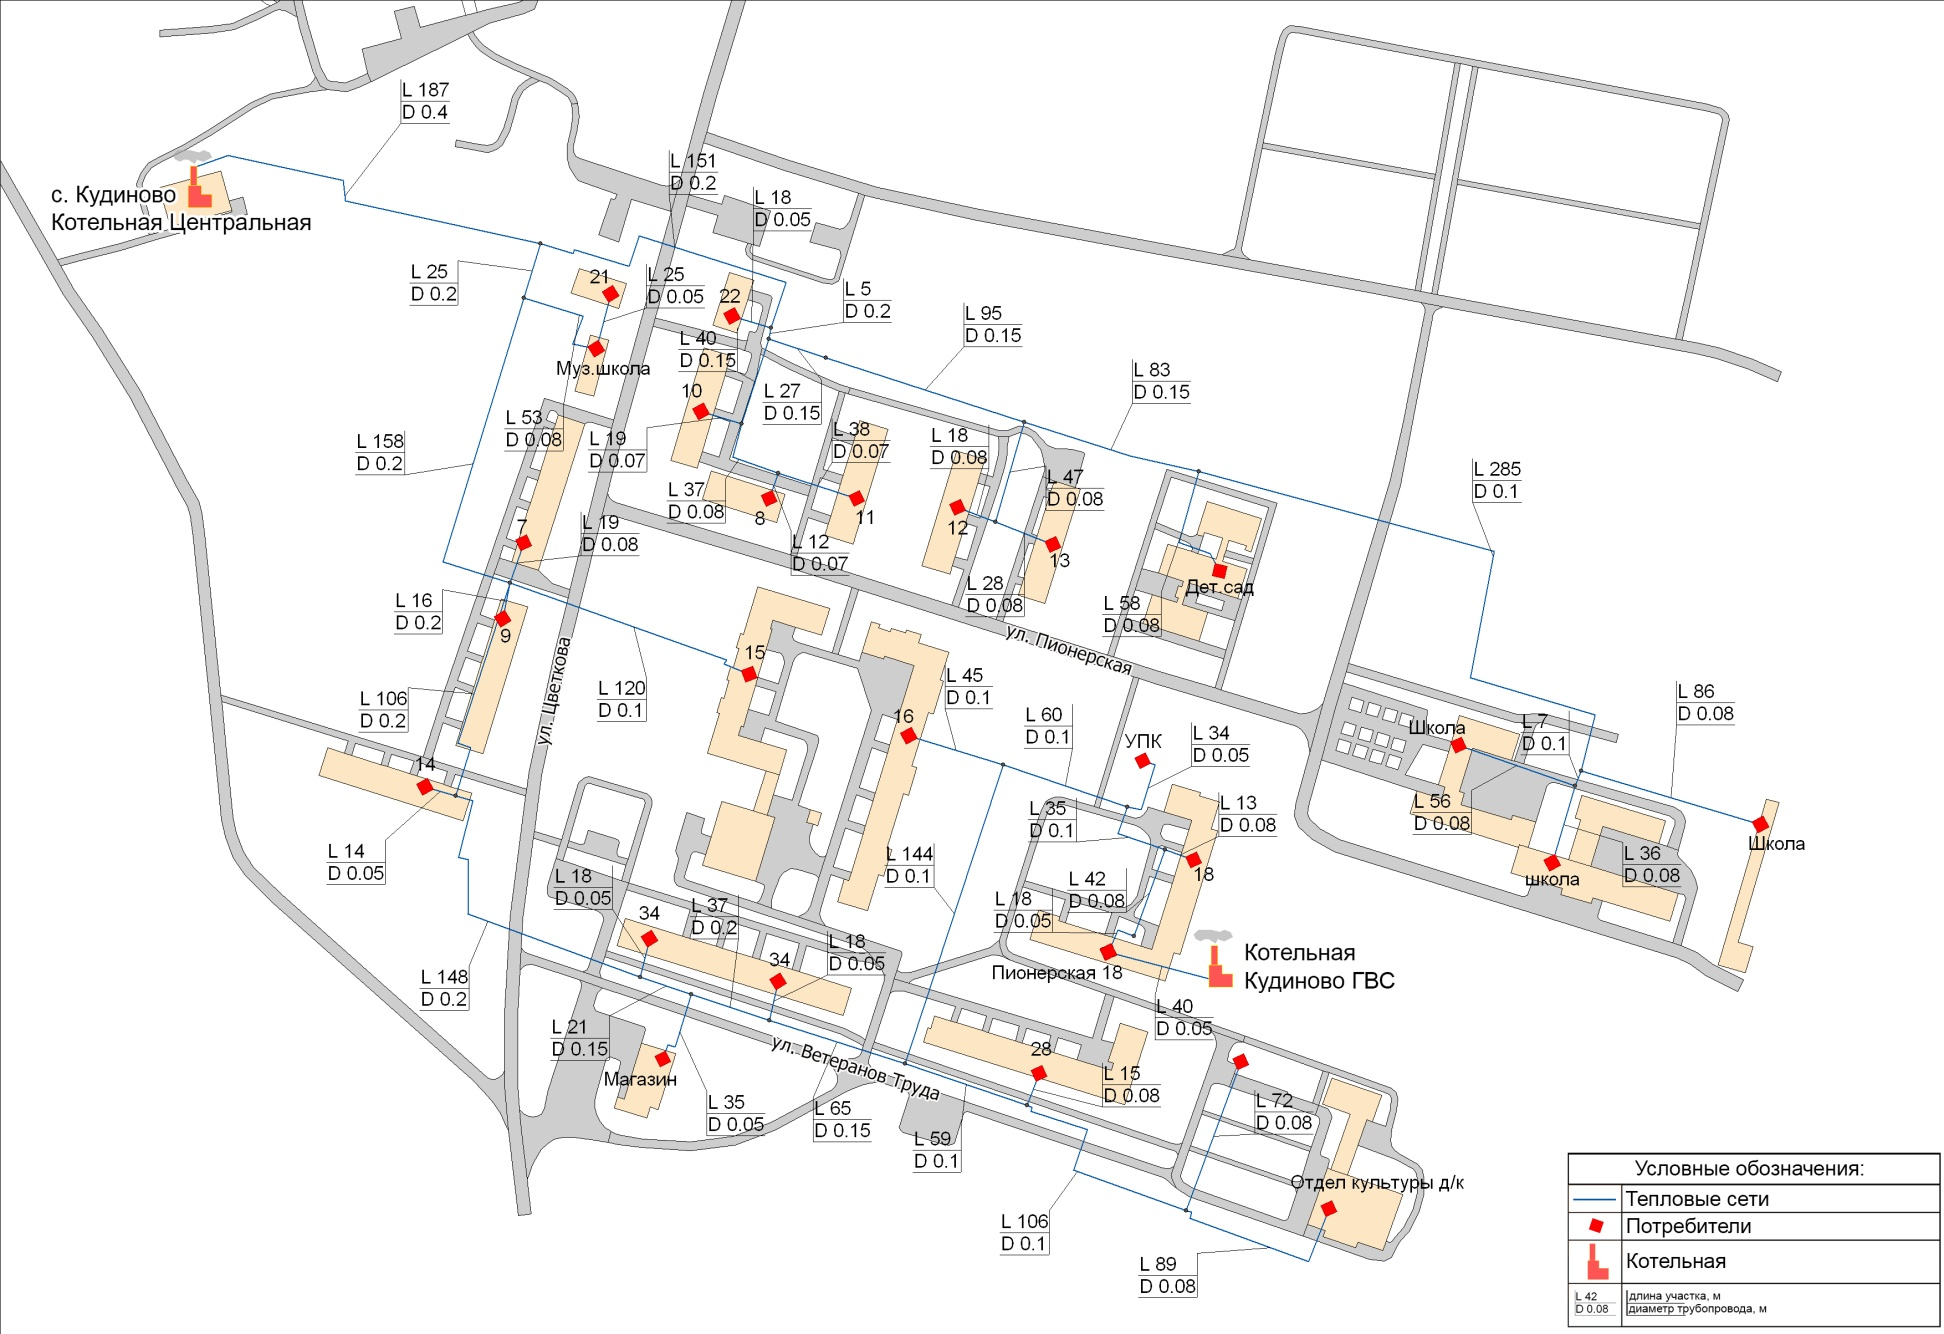 L 187
D 0.4
L 151
D 0.2
L 18
D 0.05
с. Кудиново
Котельная Центральная
L 25
D 0.2
21
L 25
D 0.05
22
L 5
D 0.2
L 95
D 0.15
L 40
D 0.15
Муз.школа
L 83
D 0.15
10
L 27
D 0.15
L 53
D 0.08
L 158
D 0.2
L 19
D 0.07
L 38
D 0.07
L 18
D 0.08
L 47
D 0.08
L 285
D 0.1
L 37
D 0.08
8
11
12
13
7
L 19
D 0.08
L 12
D 0.07
L 28
D 0.08
Дет.сад
L 58
D 0.08
L 16
D 0.2
9
ул. Пионерская
ул. Цветкова
15
L 120
D 0.1
L 106
D 0.2
L 45
D 0.1
16
L 60
D 0.1
УПК
L 34
D 0.05
Школа
L 7
D 0.1
L 86
D 0.08
14
L 35
D 0.1
L 13
D 0.08
L 56
D 0.08
Школа
L 14
D 0.05
L 144
D 0.1
18
школа
L 36
D 0.08
L 18
D 0.05
L 42
D 0.08
L 18
D 0.05
34
L 37
D 0.2
34
L 18
D 0.05
Пионерская 18
Котельная
Кудиново ГВС
L 148
D 0.2
L 40
D 0.05
L 21
D 0.15
ул. Ветеранов Труда
28
Магазин
L 15
D 0.08
L 35
D 0.05
L 65
D 0.15
L 72
D 0.08
L 59
D 0.1
Отдел культуры д/к
L 106
D 0.1
L 89
D 0.08
Условные обозначения:
Тепловые сети
Потребители
Котельная
L 42
D 0.08
длина участка, м
диаметр трубопровода, м